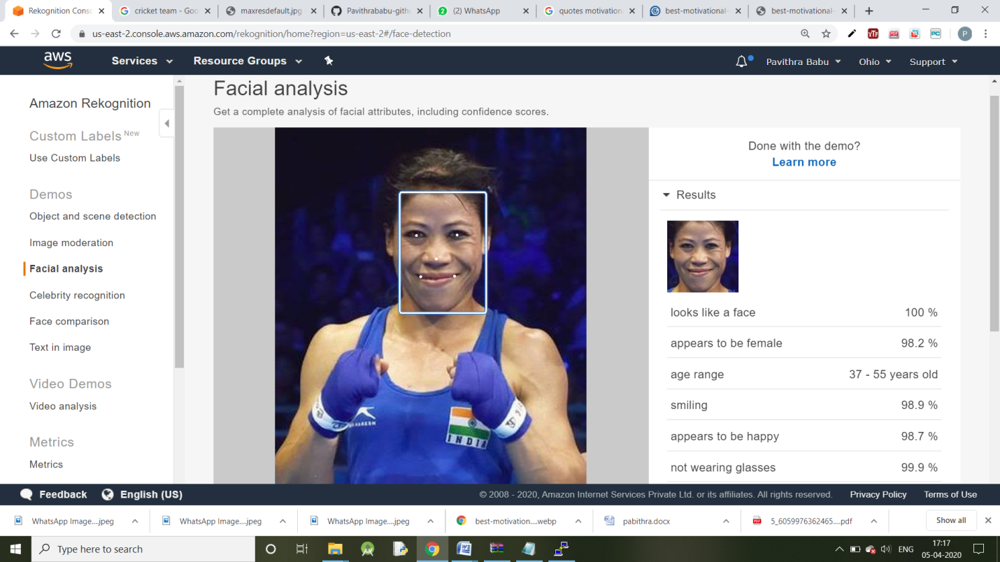 Rekognition Consc
cricket team - Goo
maxresdefault.jpg
Pavithrababu-githu
(2) WhatsApp
quotes motivation
best-motivational-
best-motivational-
us-east-2.console.aws.amazon.com/rekognition/home?region=us-east-2#/face-detection
P
aws
Services
Resource Groups
Pavithra Babu
Ohio
Support
Amazon Rekognition
Custom Labels New
Use Custom Labels
Demos
Object and scene detection
Image moderation
Facial analysis
Celebrity recognition
Face comparison
Text in image
Video Demos
Video analysis
Metrics
Metrics
Facial analysis
Get a complete analysis of facial attributes, including confidence scores.
INDIA
Done with the demo?
Learn more
Results
looks like a face 100 %
appears to be female 98.2 %
age range 37 - 55 years old
smiling 98.9 %
appears to be happy 98.7 %
not wearing glasses 99.9 %
Feedback
English (US)
© 2008 - 2020, Amazon Internet Services Private Ltd. or its affiliates. All rights reserved.
Privacy Policy
Terms of Use
WhatsApp Image....jpeg
WhatsApp Image....jpeg
WhatsApp Image....jpeg
best-motivation....webp
pabithra.docx
5_6059976362465....pdf
Show all
Type here to search
ENG
17:17
05-04-2020